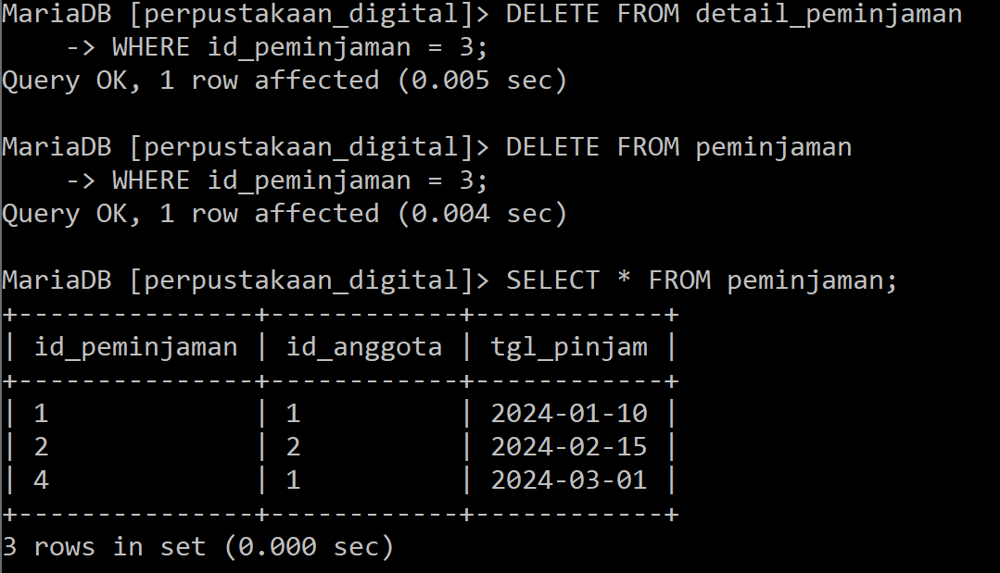 MariaDB [perpustakaan_digital]> DELETE FROM detail_peminjaman
    -> WHERE id_peminjaman = 3;
Query OK, 1 row affected (0.005 sec)

MariaDB [perpustakaan_digital]> DELETE FROM peminjaman
    -> WHERE id_peminjaman = 3;
Query OK, 1 row affected (0.004 sec)

MariaDB [perpustakaan_digital]> SELECT * FROM peminjaman;
+---------------+------------+------------+
| id_peminjaman | id_anggota | tgl_pinjam |
+---------------+------------+------------+
| 1             | 1          | 2024-01-10 |
| 2             | 2          | 2024-02-15 |
| 4             | 1          | 2024-03-01 |
+---------------+------------+------------+
3 rows in set (0.000 sec)